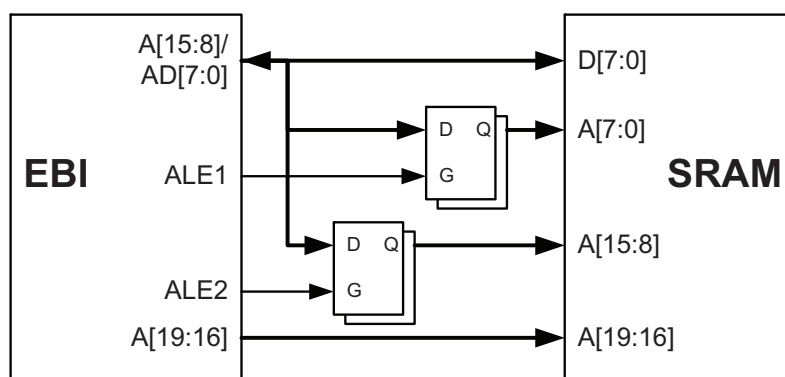 A[15:8]/
AD[7:0]
D[7:0]
D Q
A[7:0]
EBI
ALE1
G
SRAM
D Q
A[15:8]
ALE2
G
A[19:16]
A[19:16]